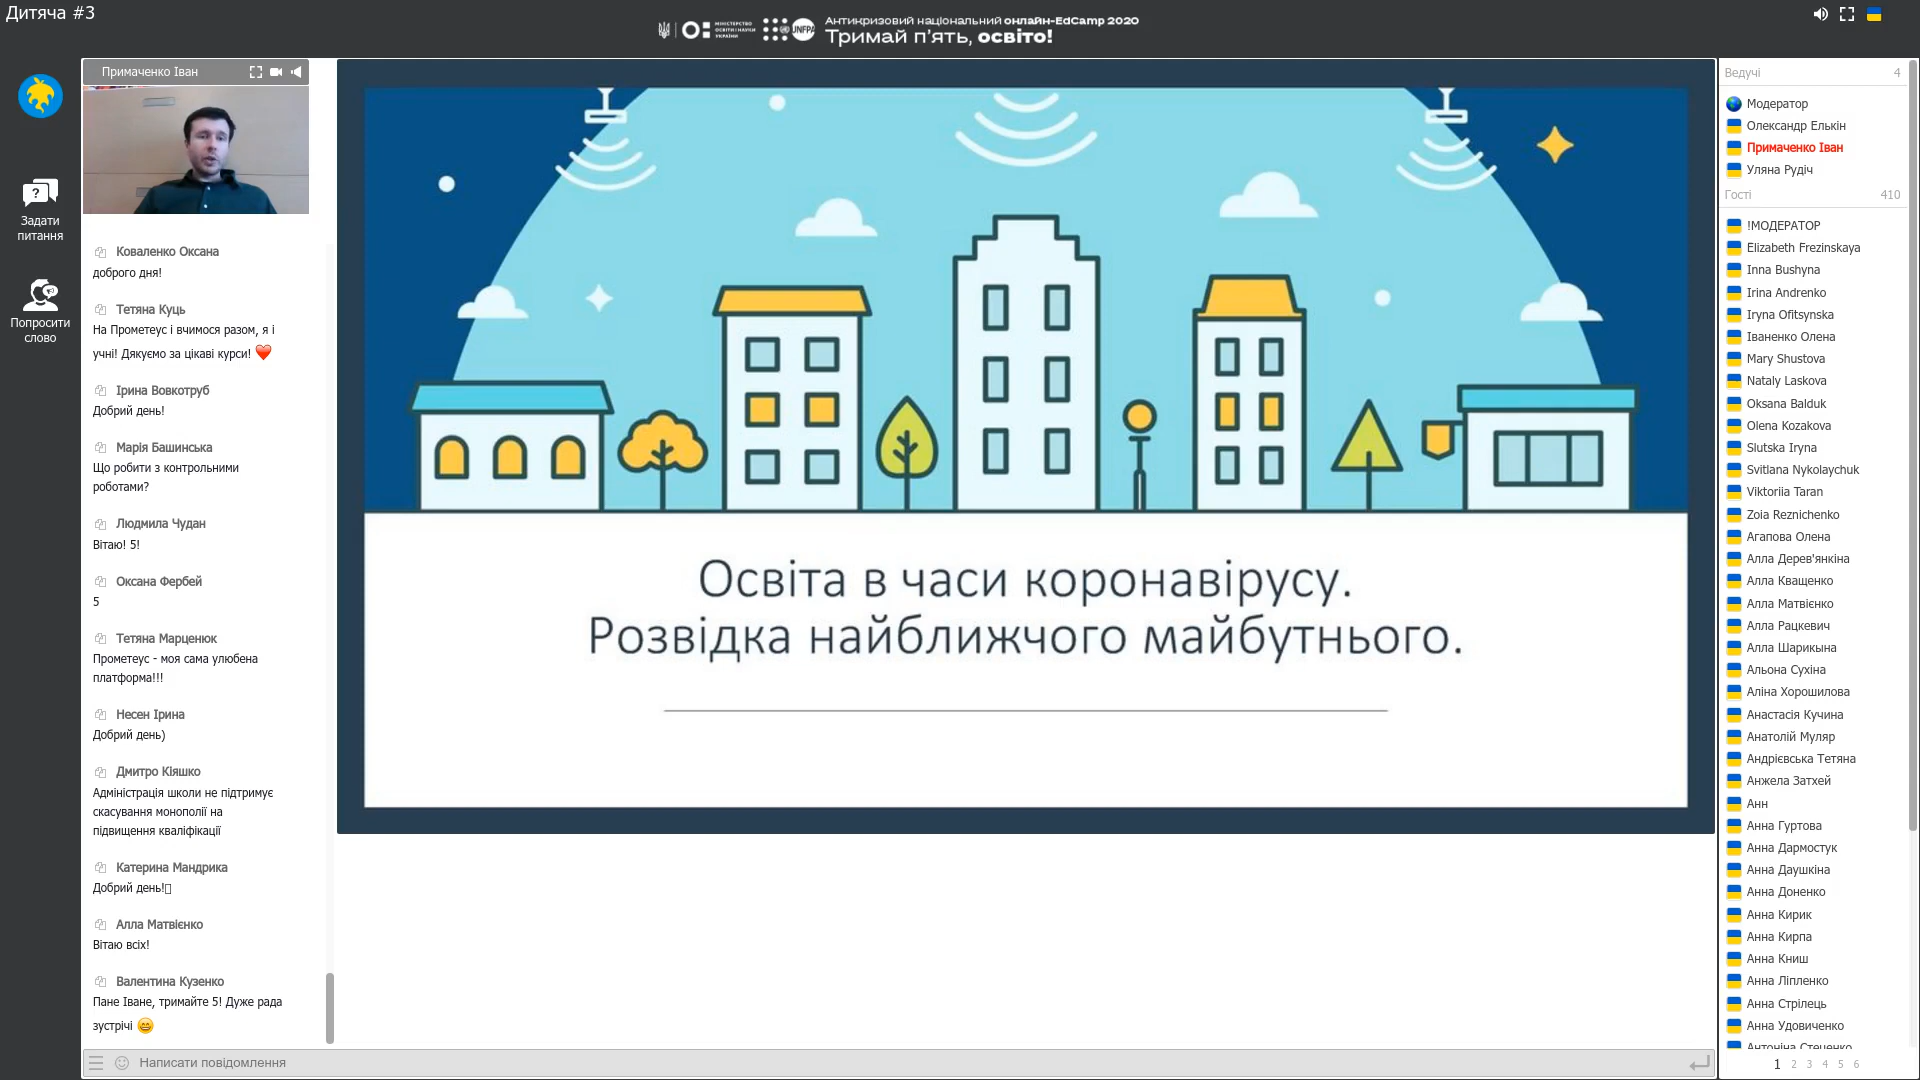 Дитяча #3
МІНІСТЕРСТВО
ОСВІТИ І НАУКИ
УКРАЇНИ
UNFPA
Антикризовий національний онлайн-EdCamp 2020
Тримай п'ять, освіто!
Задати
питання
Попросити
слово
Примаченко Іван
Коваленко Оксана
доброго дня!
Тетяна Куць
На Прометеус і вчимося разом, я і
учні! Дякуємо за цікаві курси! ❤️
Ірина Вовкотруб
Добрий день!
Марія Башинська
Що робити з контрольними
роботами?
Людмила Чудан
Вітаю! 5!
Оксана Фербей
5
Тетяна Марценюк
Прометеус - моя сама улюбена
платформа!!!
Несен Ірина
Добрий день)
Дмитро Кіяшко
Адміністрація школи не підтримує
скасування монополії на
підвищення кваліфікації
Катерина Мандрика
Добрий день!
Алла Матвієнко
Вітаю всіх!
Валентина Кузенко
Пане Іване, тримайте 5! Дуже рада
зустрічі 😄
Написати повідомлення
Освіта в часи коронавірусу.
Розвідка найближчого майбутнього.
Ведучі 4
Модератор
Олександр Елькін
Примаченко Іван
Уляна Рудіч
Гості 410
!МОДЕРАТОР
Elizabeth Frezinskaya
Inna Bushyna
Irina Andrenko
Iryna Ofitsynska
Іваненко Олена
Mary Shustova
Nataly Laskova
Oksana Balduk
Olena Kozakova
Slutska Iryna
Svitlana Nykolaychuk
Viktoriia Taran
Zoia Reznichenko
Агапова Олена
Алла Дерев'янкіна
Алла Кващенко
Алла Матвієнко
Алла Рацкевич
Алла Шарикына
Альона Сухіна
Аліна Хорошилова
Анастасія Кучина
Анатолій Муляр
Андрієвська Тетяна
Анжела Затхей
Анн
Анна Гуртова
Анна Дармостук
Анна Даушкіна
Анна Доненко
Анна Кирик
Анна Кирпа
Анна Книш
Анна Ліпленко
Анна Стрілець
Анна Удовиченко
Антоніна Стеценко
1 2 3 4 5 6